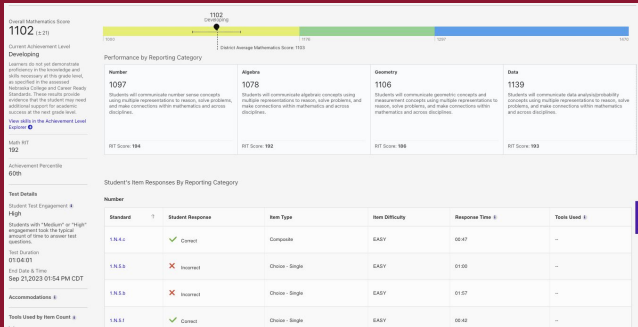 Overall Mathematics Score
1102 (±21)
Current Achievement Level
Developing
Learners do not yet demonstrate
proficiency in the knowledge and
skills necessary at this grade level,
as specified in the assessed
Nebraska College and Career Ready
Standards. These results provide
evidence that the student may need
additional support for academic
success at the next grade level.
View skills in the Achievement Level
Explorer
Math RIT
192
Achievement Percentile
60th
Test Details
Student Test Engagement
High
Students with "Medium" or "High"
engagement took the typical
amount of time to answer test
questions.
Test Duration
01:04:01
End Date & Time
Sep 21,2023 01:54 PM CDT
Accommodations
Tools Used by Item Count
1102
Developing
District Average Mathematics Score: 1103
Performance by Reporting Category
Number
1097
Students will communicate number sense concepts
using multiple representations to reason, solve problems,
and make connections within mathematics and across
disciplines.
RIT Score: 194
Algebra
1078
Students will communicate algebraic concepts using
multiple representations to reason, solve problems, and
make connections within mathematics and across
disciplines.
RIT Score: 192
Geometry
1106
Students will communicate geometric concepts and
measurement concepts using multiple representations to
reason, solve problems, and make connections within
mathematics and across disciplines.
Data
1139
Students will communicate data analysis/probability
concepts using multiple representations to reason, solve
problems, and make connections within mathematics
and across disciplines.
RIT Score: 193
Student's Item Responses By Reporting Category
Number
Standard Student Response Item Type Item Difficulty Response Time Tools Used
1.N.4.c Correct Composite EASY 00:47 --
1.N.5.b Incorrect Choice - Single EASY 01:00 --
1.N.5.b Incorrect Choice - Single EASY 01:57 --
1.N.5.f Correct Choice - Single EASY 00:42 --